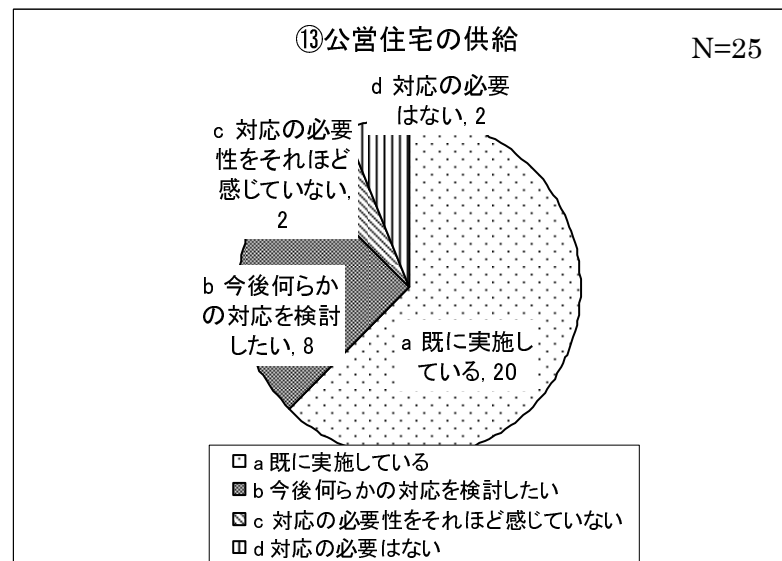 ⑬公営住宅の供給
N=25
d 対応の必要
はない, 2
c 対応の必要
性をそれほど
感じていない,
2
b 今後何らか
の対応を検討
したい, 8
a 既に実施し
ている, 20
a 既に実施している
b 今後何らかの対応を検討したい
c 対応の必要性をそれほど感じていない
d 対応の必要はない